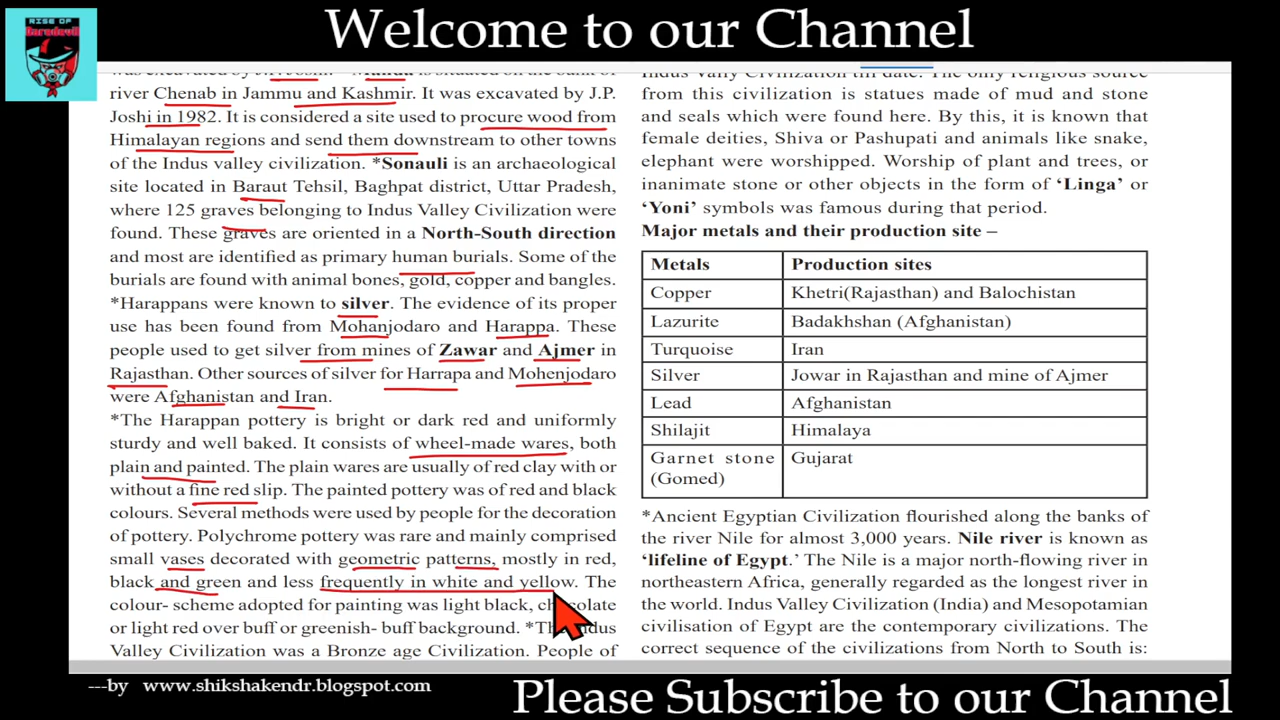 RISE OF
Daredevil
Welcome to our Channel
river Chenab in Jammu and Kashmir. It was excavated by J.P.
Joshi in 1982. It is considered a site used to procure wood from
Himalayan regions and send them downstream to other towns
of the Indus valley civilization. *Sonauli is an archaeological
site located in Baraut Tehsil, Baghpat district, Uttar Pradesh,
where 125 graves belonging to Indus Valley Civilization were
found. These graves are oriented in a North-South direction
and most are identified as primary human burials. Some of the
burials are found with animal bones, gold, copper and bangles.
*Harappans were known to silver. The evidence of its proper
use has been found from Mohanjodaro and Harappa. These
people used to get silver from mines of Zawar and Ajmer in
Rajasthan. Other sources of silver for Harrapa and Mohenjodaro
were Afghanistan and Iran.
*The Harappan pottery is bright or dark red and uniformly
sturdy and well baked. It consists of wheel-made wares, both
plain and painted. The plain wares are usually of red clay with or
without a fine red slip. The painted pottery was of red and black
colours. Several methods were used by people for the decoration
of pottery. Polychrome pottery was rare and mainly comprised
small vases decorated with geometric patterns, mostly in red,
black and green and less frequently in white and yellow. The
colour- scheme adopted for painting was light black, chocolate
or light red over buff or greenish- buff background. *The Indus
Valley Civilization was a Bronze age Civilization. People of
Indus Vally Civilization till date. The only religious source
from this civilization is statues made of mud and stone
and seals which were found here. By this, it is known that
female deities, Shiva or Pashupati and animals like snake,
elephant were worshipped. Worship of plant and trees, or
inanimate stone or other objects in the form of ‘Linga’ or
‘Yoni’ symbols was famous during that period.
Major metals and their production site –
Metals Production sites
Copper Khetri(Rajasthan) and Balochistan
Lazurite Badakhshan (Afghanistan)
Turquoise Iran
Silver Jowar in Rajasthan and mine of Ajmer
Lead Afghanistan
Shilajit Himalaya
Garnet stone Gujarat
(Gomed)
*Ancient Egyptian Civilization flourished along the banks of
the river Nile for almost 3,000 years. Nile river is known as
‘lifeline of Egypt.’ The Nile is a major north-flowing river in
northeastern Africa, generally regarded as the longest river in
the world. Indus Valley Civilization (India) and Mesopotamian
civilisation of Egypt are the contemporary civilizations. The
correct sequence of the civilizations from North to South is:
---by www.shikshakendr.blogspot.com
Please Subscribe to our Channel